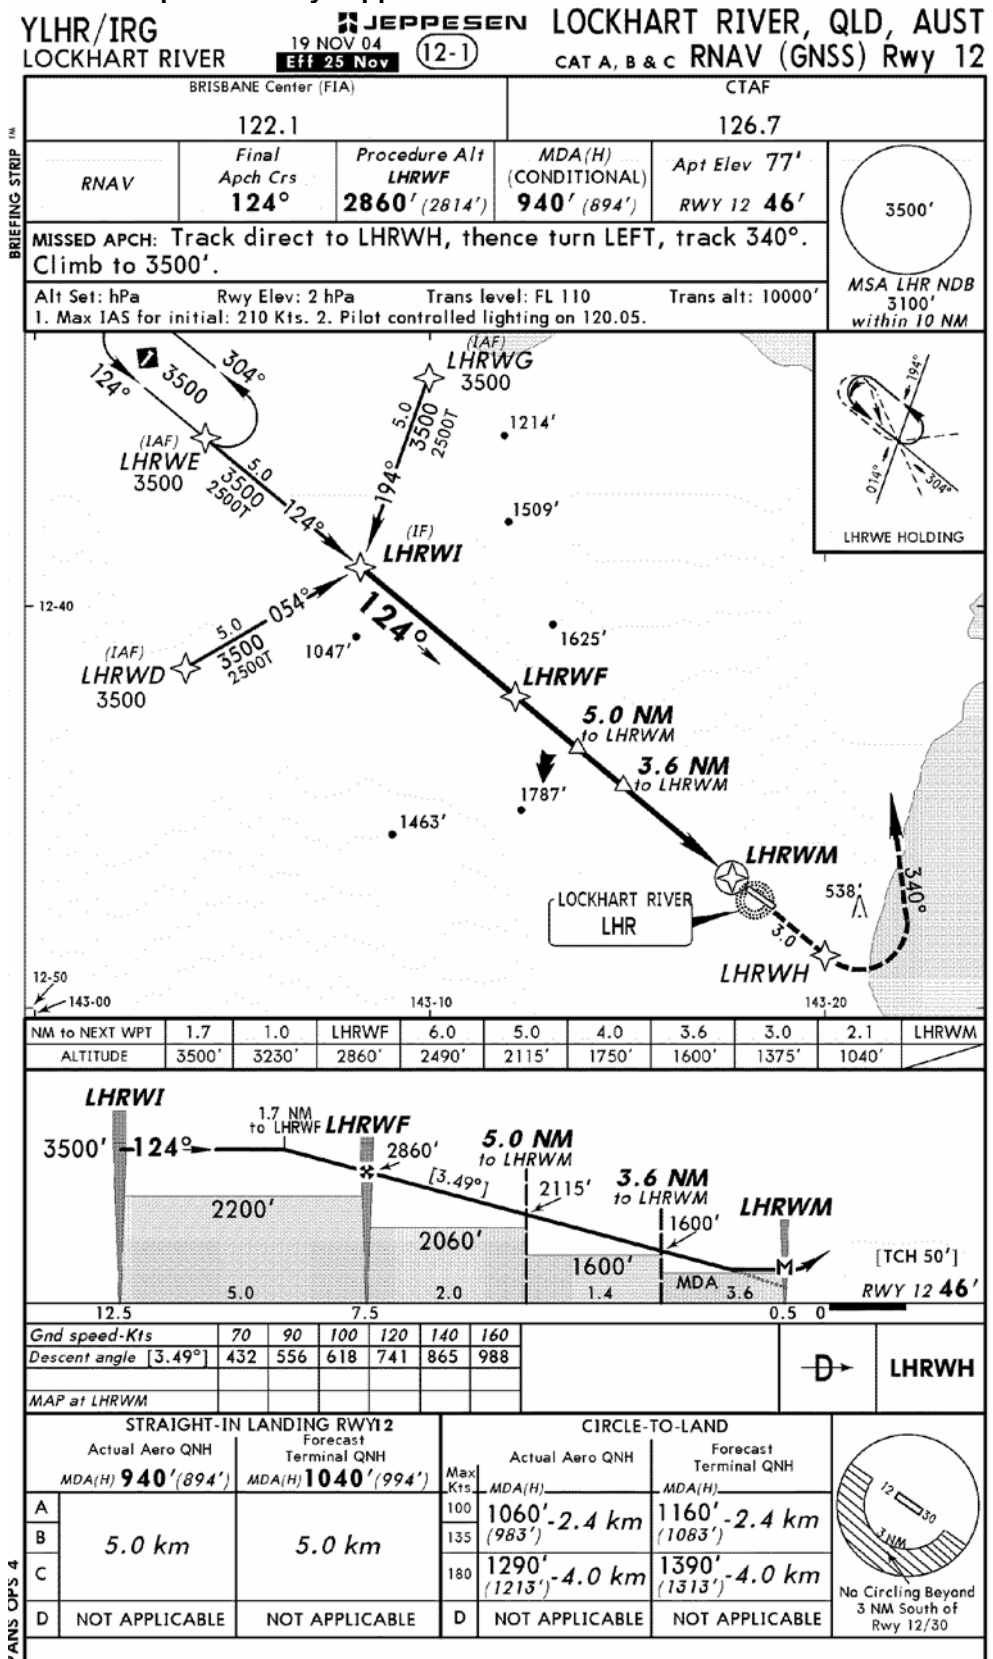 YLHR/IRG
LOCKHART RIVER
JEPPESEN
19 NOV 04
Eff 25 Nov
12-1
LOCKHART RIVER, QLD, AUST
CAT A, B & C RNAV (GNSS) Rwy 12
BRIEFING STRIP TM
BRISBANE Center (FIA)
122.1
CTAF
126.7
RNAV
Final
Apch Crs
124°
Procedure Alt
LHRWF
2860' (2814')
MDA(H)
(CONDITIONAL)
940' (894')
Apt Elev 77'
RWY 12 46'
3500'
MSA LHR NDB
3100'
within 10 NM
MISSED APCH: Track direct to LHRWH, thence turn LEFT, track 340°.
Climb to 3500'.
Alt Set: hPa Rwy Elev: 2 hPa Trans level: FL 110 Trans alt: 10000'
1. Max IAS for initial: 210 Kts. 2. Pilot controlled lighting on 120.05.
124°
3500
304°
(IAF)
LHRWE
3500
5.0
3500
2500T
124°
(IAF)
LHRWG
3500
5.0
3500
2500T
194°
1214'
1509'
194°
014°
304°
LHRWE HOLDING
(IF)
LHRWI
12-40
5.0
054°
3500
2500T
(IAF)
LHRWD
3500
1047'
124°
1625'
LHRWF
5.0 NM
to LHRWM
3.6 NM
to LHRWM
1787'
1463'
LHRWM
LOCKHART RIVER
LHR
538'
340°
3.0
LHRWH
12-50
143-00
143-10
143-20
NM to NEXT WPT 1.7 1.0 LHRWF 6.0 5.0 4.0 3.6 3.0 2.1 LHRWM
ALTITUDE 3500' 3230' 2860' 2490' 2115' 1750' 1600' 1375' 1040'
LHRWI
3500'
124°
1.7 NM
to LHRWF
LHRWF
2860'
[3.49°]
5.0 NM
to LHRWM
2115'
3.6 NM
to LHRWM
1600'
LHRWM
2200'
2060'
1600'
MDA
M
[TCH 50']
RWY 12 46'
5.0 2.0 1.4 3.6
12.5 7.5 0.5 0
Gnd speed-Kts 70 90 100 120 140 160
Descent angle [3.49°] 432 556 618 741 865 988
MAP at LHRWM
D
LHRWH
STRAIGHT-IN LANDING RWY12
Actual Aero QNH
MDA(H) 940' (894')
Forecast
Terminal QNH
MDA(H) 1040' (994')
CIRCLE-TO-LAND
Max
Kts
Actual Aero QNH
MDA(H)
Forecast
Terminal QNH
MDA(H)
A
B
C
5.0 km
5.0 km
100
135
1060'
(983')
-2.4 km
1160'
(1083')
-2.4 km
180
1290'
(1213')
-4.0 km
1390'
(1313')
-4.0 km
D NOT APPLICABLE NOT APPLICABLE D NOT APPLICABLE NOT APPLICABLE
12
30
3 NM
No Circling Beyond
3 NM South of
Rwy 12/30
OPS 4